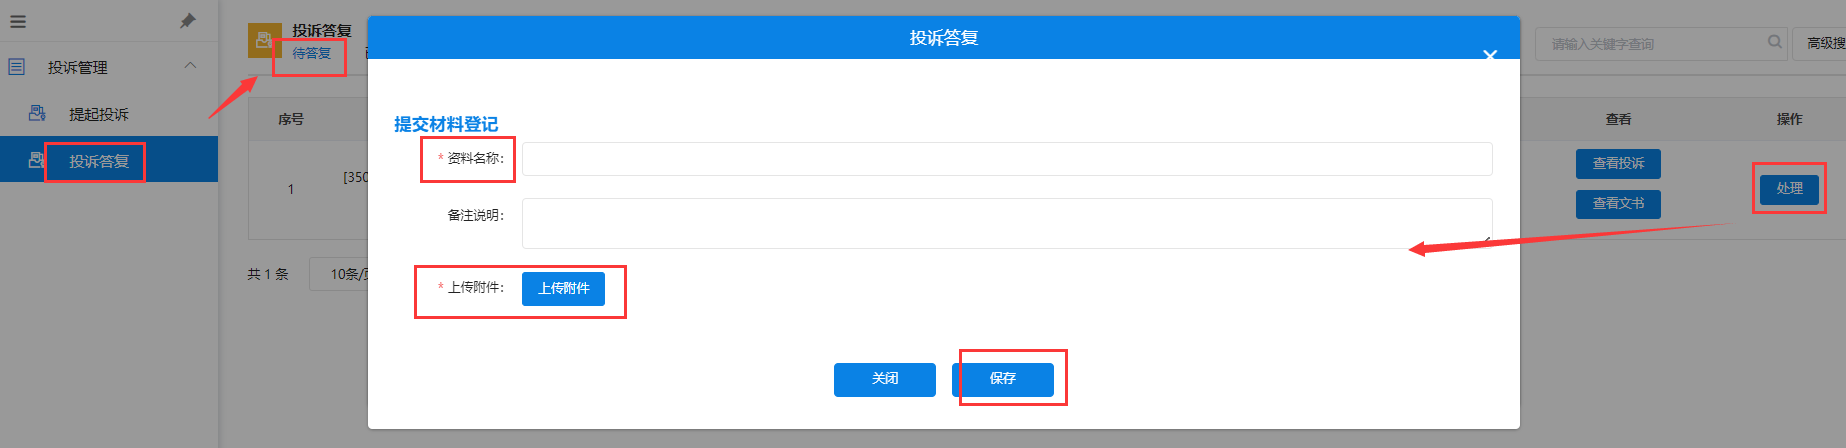 投诉管理
提起投诉
投诉答复
投诉答复
待答复
请输入关键字查询
高级搜
序号
查看
操作
1
[350
查看投诉
查看文书
处理
共 1 条
10条/
投诉答复
提交材料登记
* 资料名称:
备注说明:
* 上传附件:
上传附件
关闭
保存